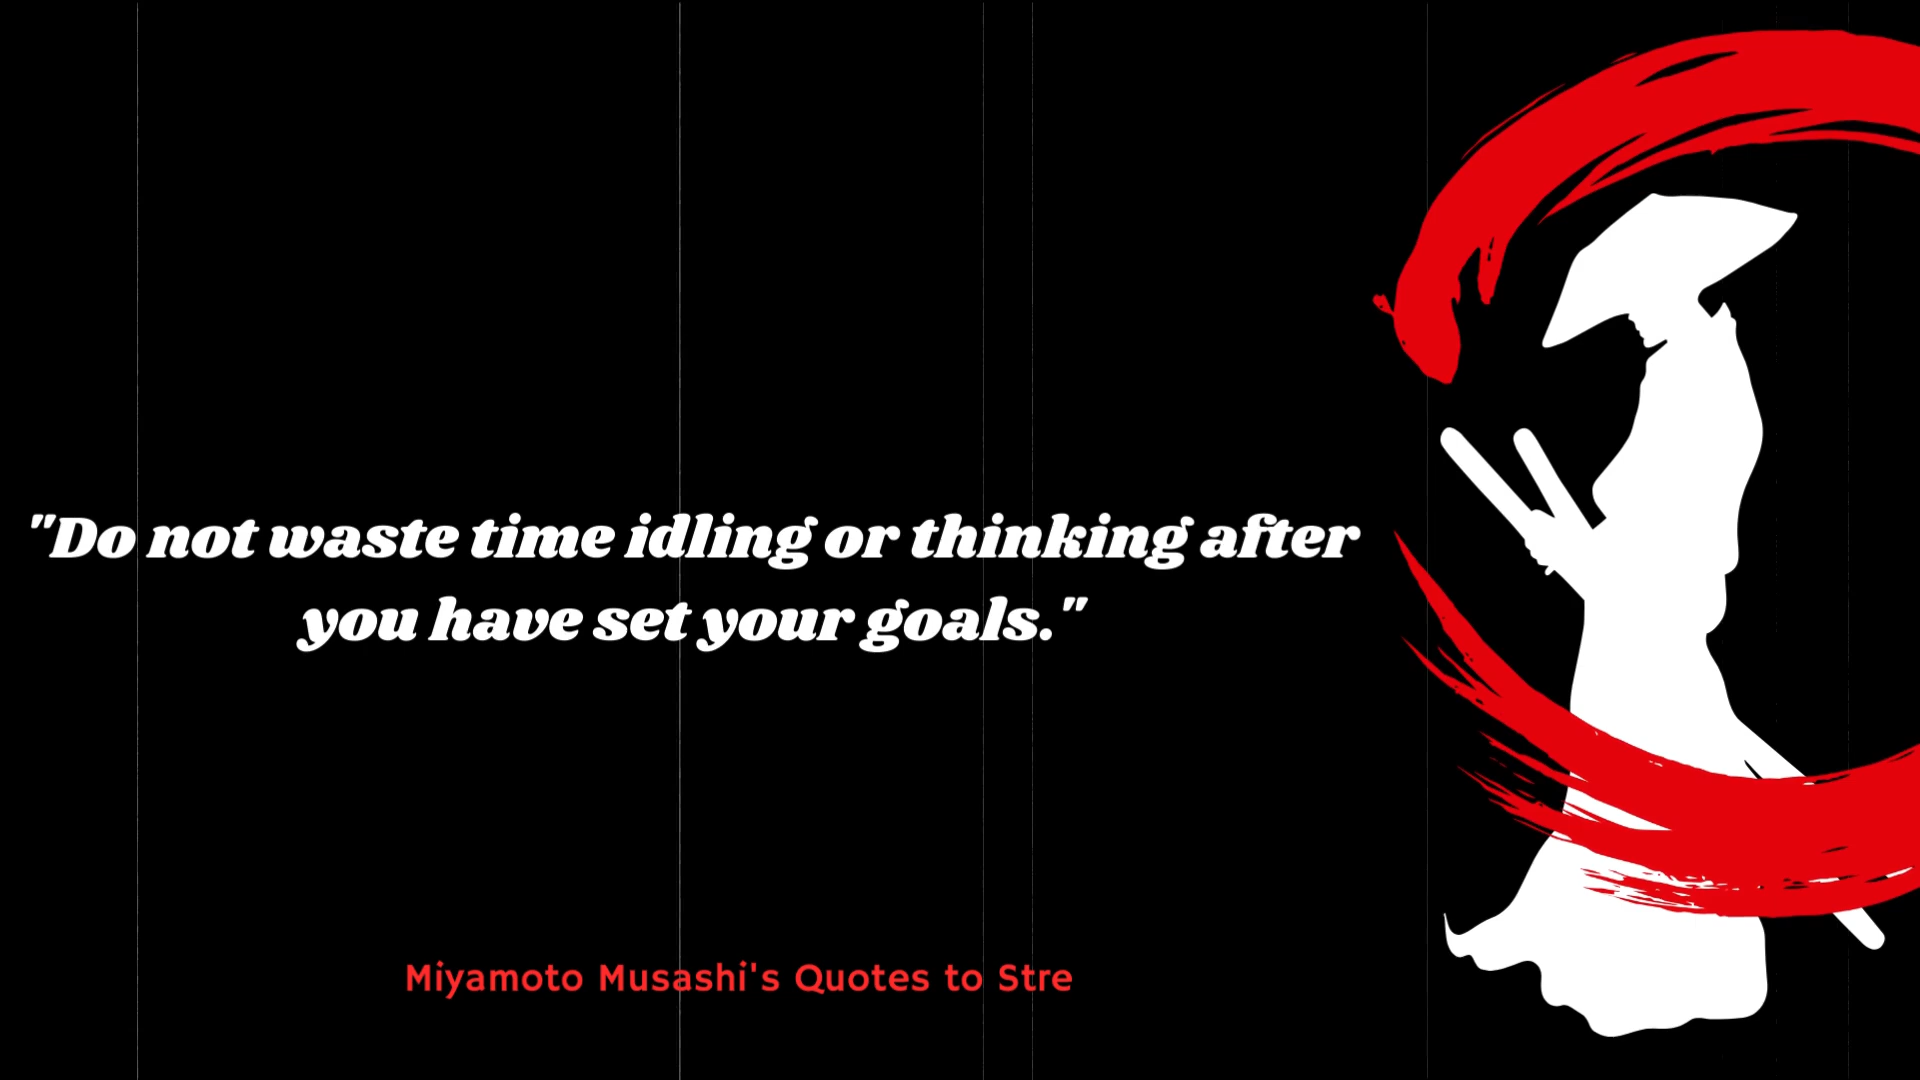 "Do not waste time idling or thinking after
you have set your goals."
Miyamoto Musashi's Quotes to Stre